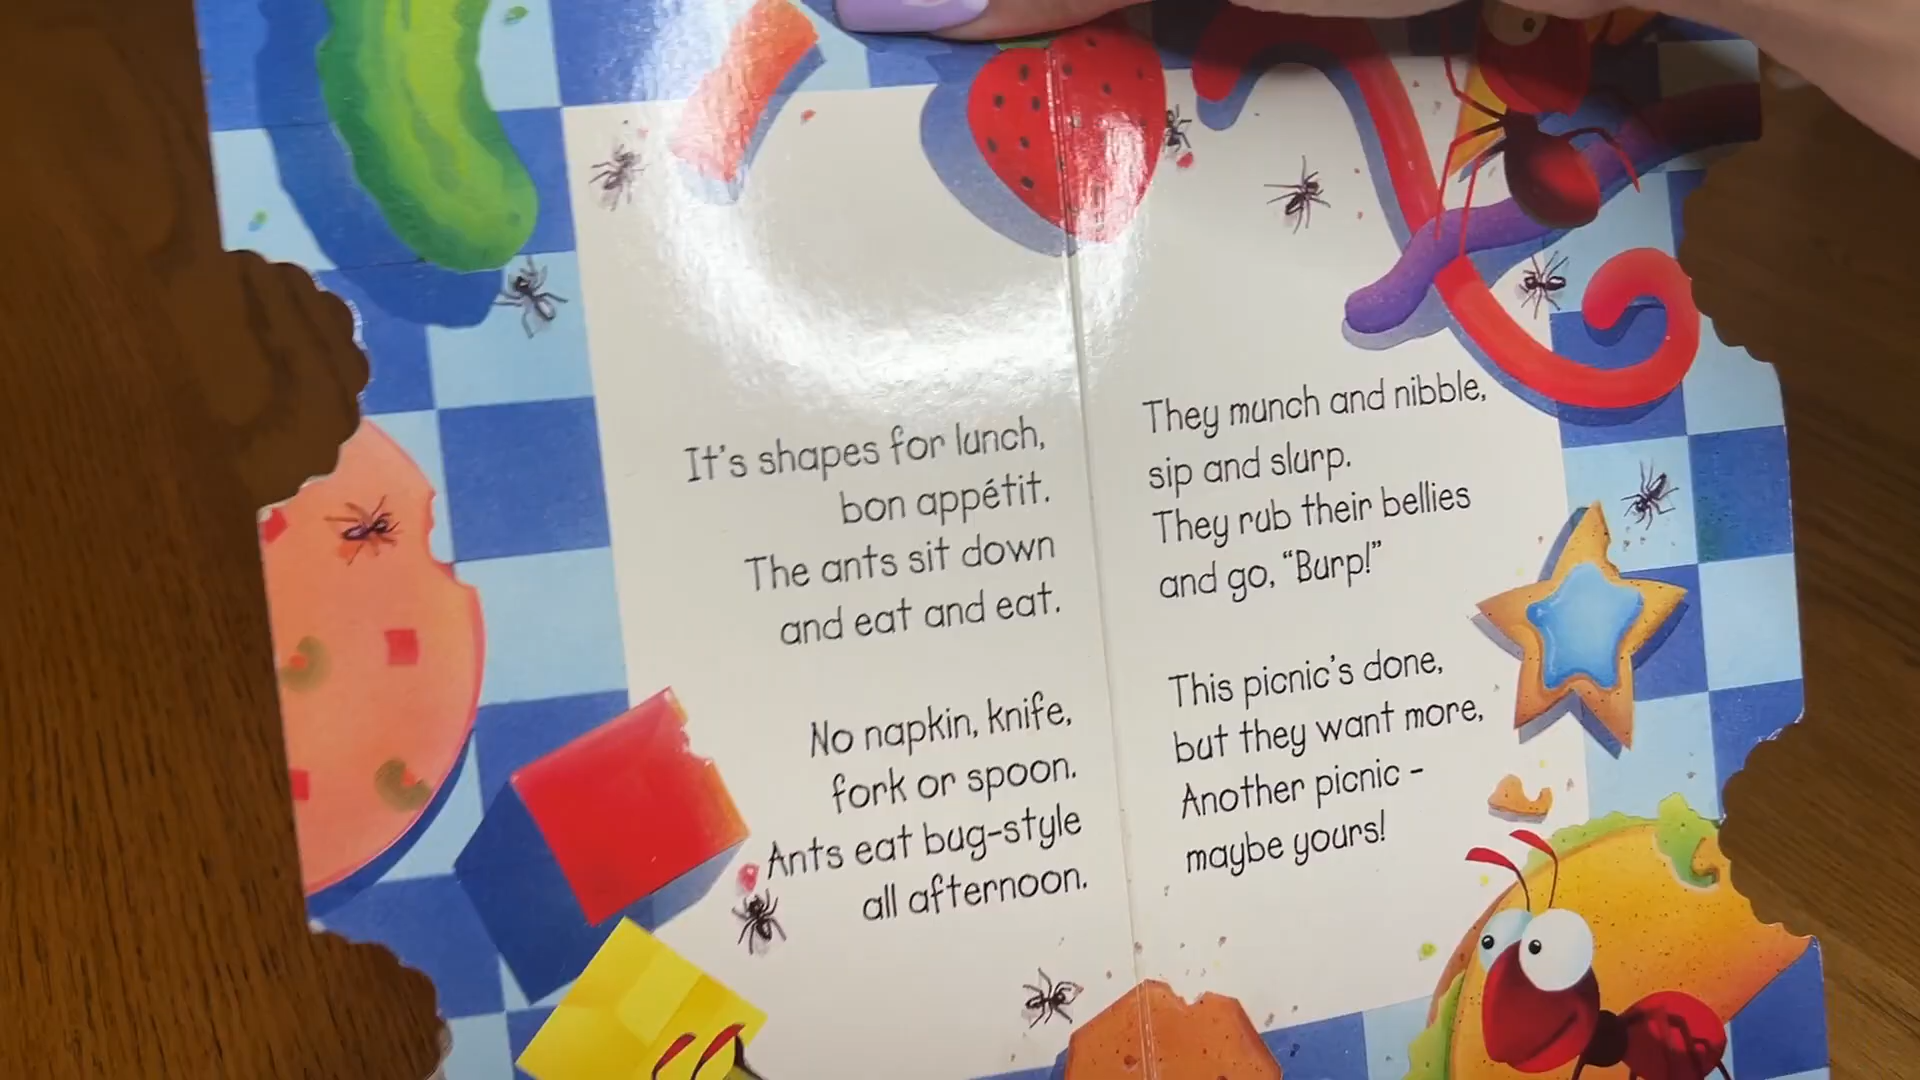 It's shapes for lunch,
bon appétit.
The ants sit down
and eat and eat.
No napkin, knife,
fork or spoon.
Ants eat bug-style
all afternoon.
They munch and nibble,
sip and slurp.
They rub their bellies
and go, “Burp!”
This picnic's done,
but they want more,
Another picnic –
maybe yours!